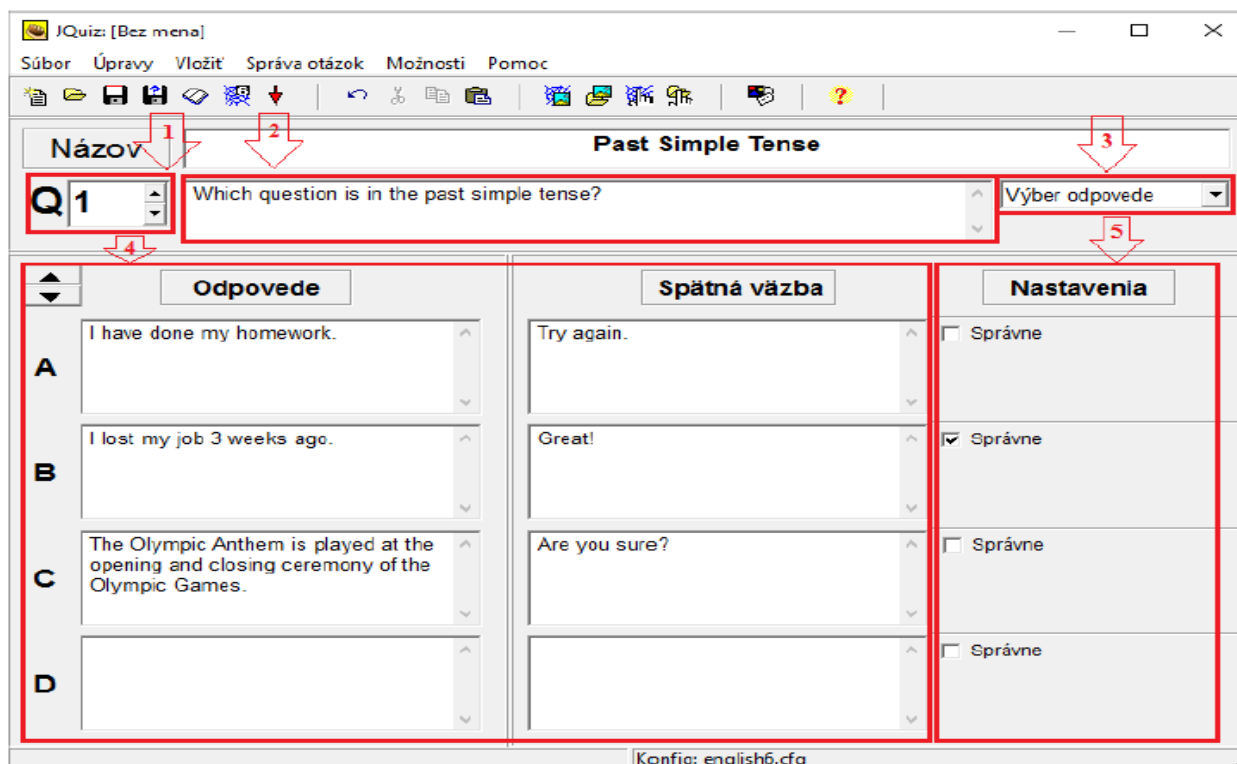 JQuiz: [Bez mena]
Súbor Úpravy Vložiť Správa otázok Možnosti Pomoc
?
1 2 3
Názov Past Simple Tense
Q 1 Which question is in the past simple tense? Výber odpovede
4 5
Odpovede Spätná väzba Nastavenia
A I have done my homework. Try again. Správne
B I lost my job 3 weeks ago. Great! Správne
The Olympic Anthem is played at the Are you sure? Správne
C opening and closing ceremony of the
Olympic Games.
D Správne
Konfig: english6.cfg